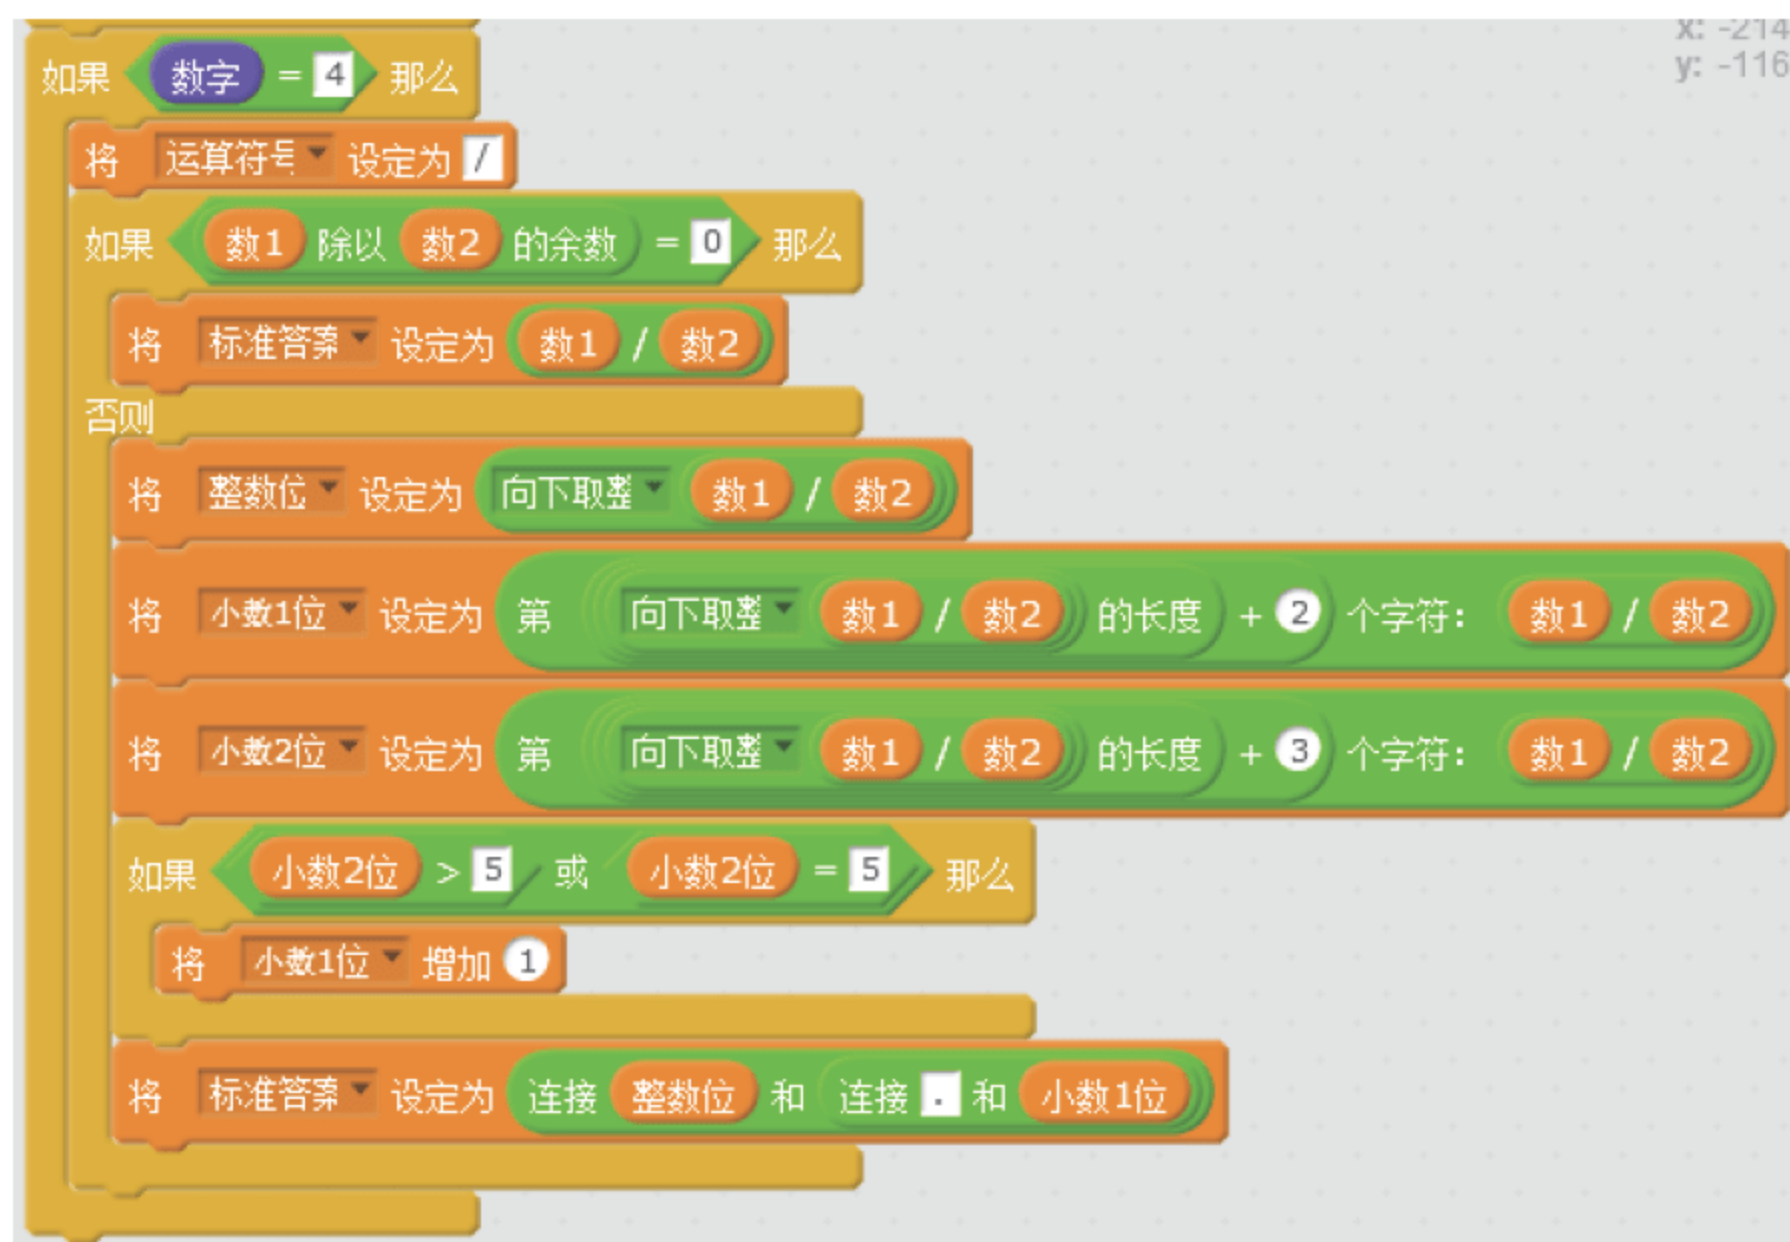 x: -214
y: -116
如果 数字 = 4 那么
将 运算符号 设定为 /
如果 数1 除以 数2 的余数 = 0 那么
将 标准答案 设定为 数1 / 数2
否则
将 整数位 设定为 向下取整 数1 / 数2
将 小数1位 设定为 第 向下取整 数1 / 数2 的长度 + 2 个字符: 数1 / 数2
将 小数2位 设定为 第 向下取整 数1 / 数2 的长度 + 3 个字符: 数1 / 数2
如果 小数2位 > 5 或 小数2位 = 5 那么
将 小数1位 增加 1
将 标准答案 设定为 连接 整数位 和 连接 . 和 小数1位